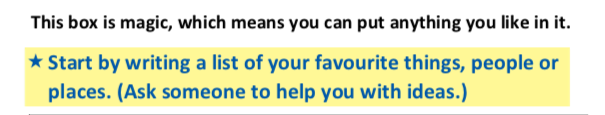 This box is magic, which means you can put anything you like in it.
★ Start by writing a list of your favourite things, people or
places. (Ask someone to help you with ideas.)